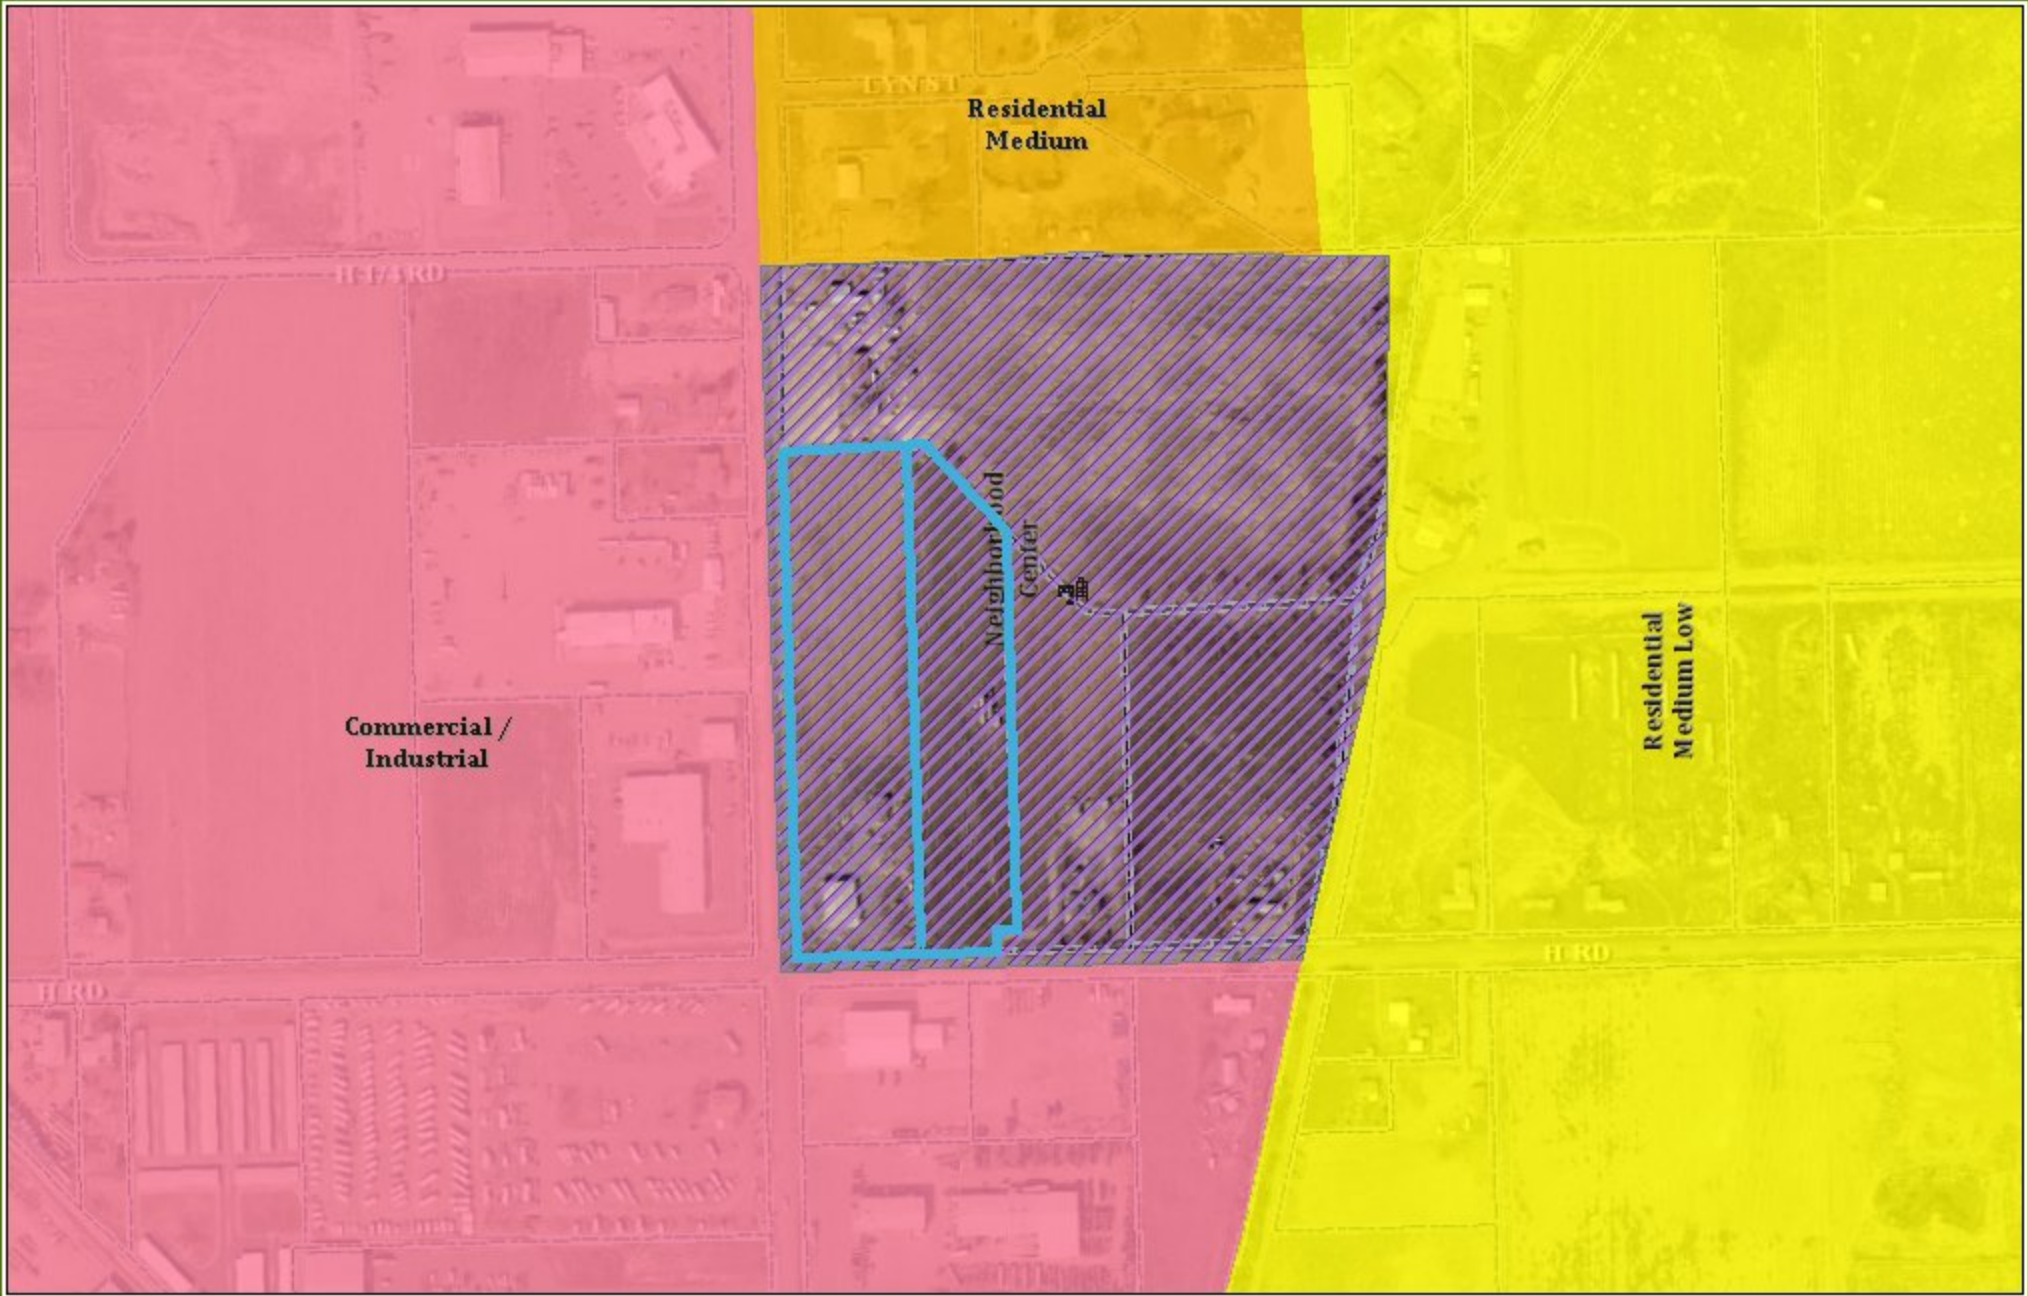 LYN ST
Residential
Medium
H 1/4 RD
Neighborhood
Center
Residential
Medium Low
Commercial /
Industrial
H RD
H RD